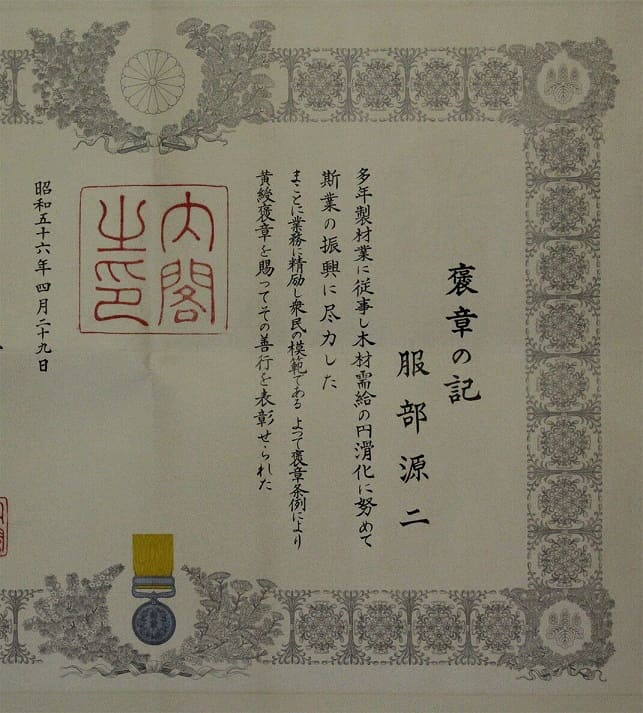 褒章の記
服部源二
多年製材業に従事し木材需給の円滑化に努めて
斯業の振興に尽力した
まことに業務に精励し衆民の模範である よつて褒章条例により
黄綬褒章を賜つてその善行を表彰せられた
内閣之印
昭和五十六年四月二十九日